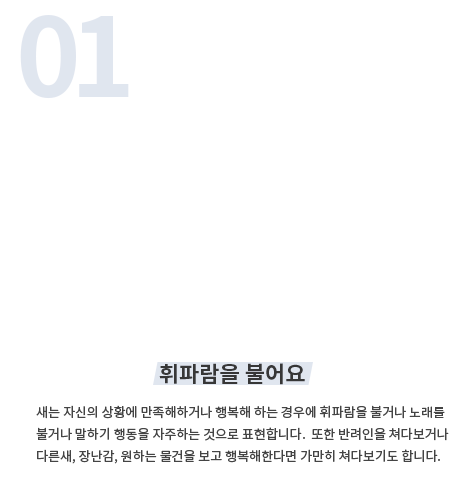 01
휘파람을 불어요
새는 자신의 상황에 만족해하거나 행복해 하는 경우에 휘파람을 불거나 노래를
불거나 말하기 행동을 자주하는 것으로 표현합니다. 또한 반려인을 쳐다보거나
다른새, 장난감, 원하는 물건을 보고 행복해한다면 가만히 쳐다보기도 합니다.